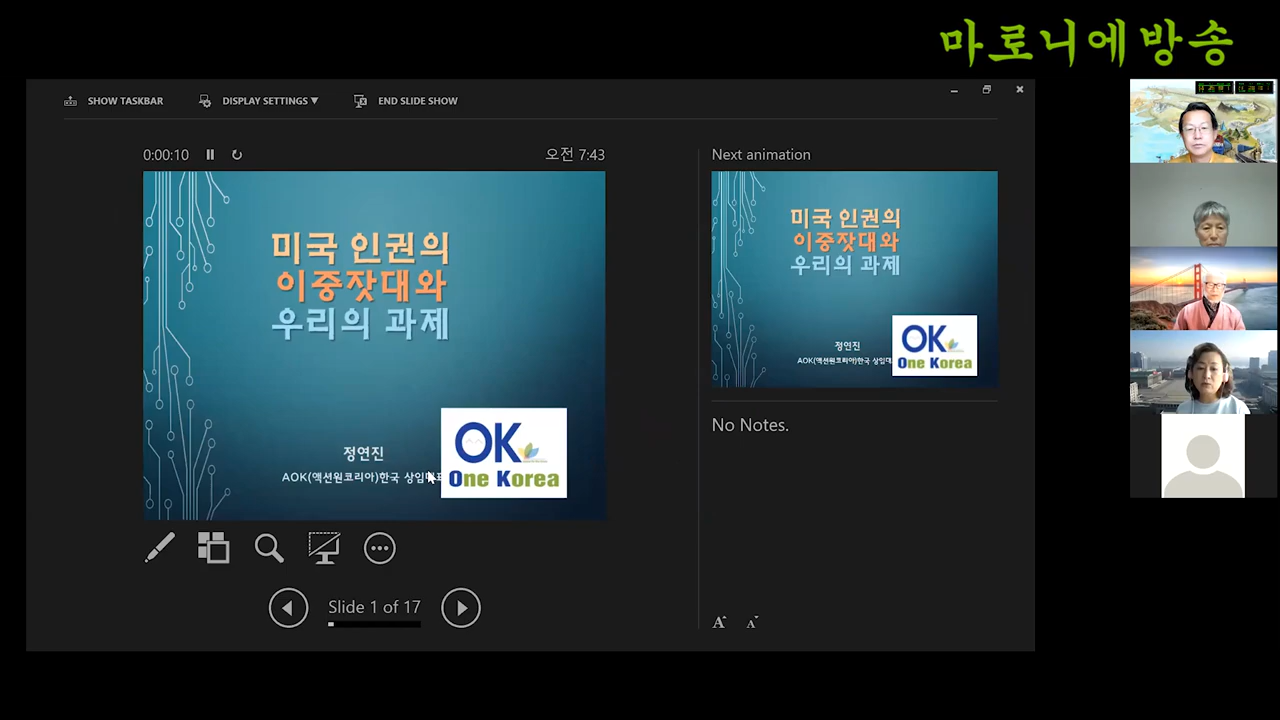 마로니에방송
SHOW TASKBAR
DISPLAY SETTINGS ▼
END SLIDE SHOW
0:00:10
오전 7:43
미국 인권의
이중잣대와
우리의 과제
정연진
AOK(액션원코리아)한국 상임
OK
One Korea
Slide 1 of 17
Next animation
미국 인권의
이중잣대와
우리의 과제
정연진
AOK(액션원코리아)한국 상임
OK
One Korea
No Notes.
A
A